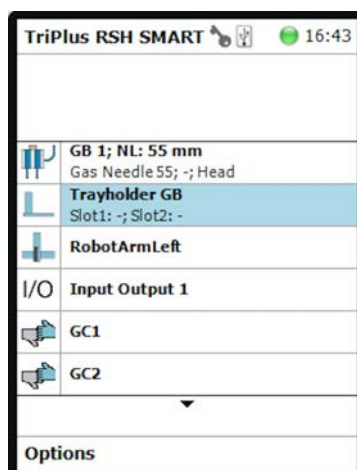 TriPlus RSH SMART 16:43
GB 1; NL: 55 mm
Gas Needle 55; -; Head
Trayholder GB
Slot1: -; Slot2: -
RobotArmLeft
I/O Input Output 1
GC1
GC2
Options